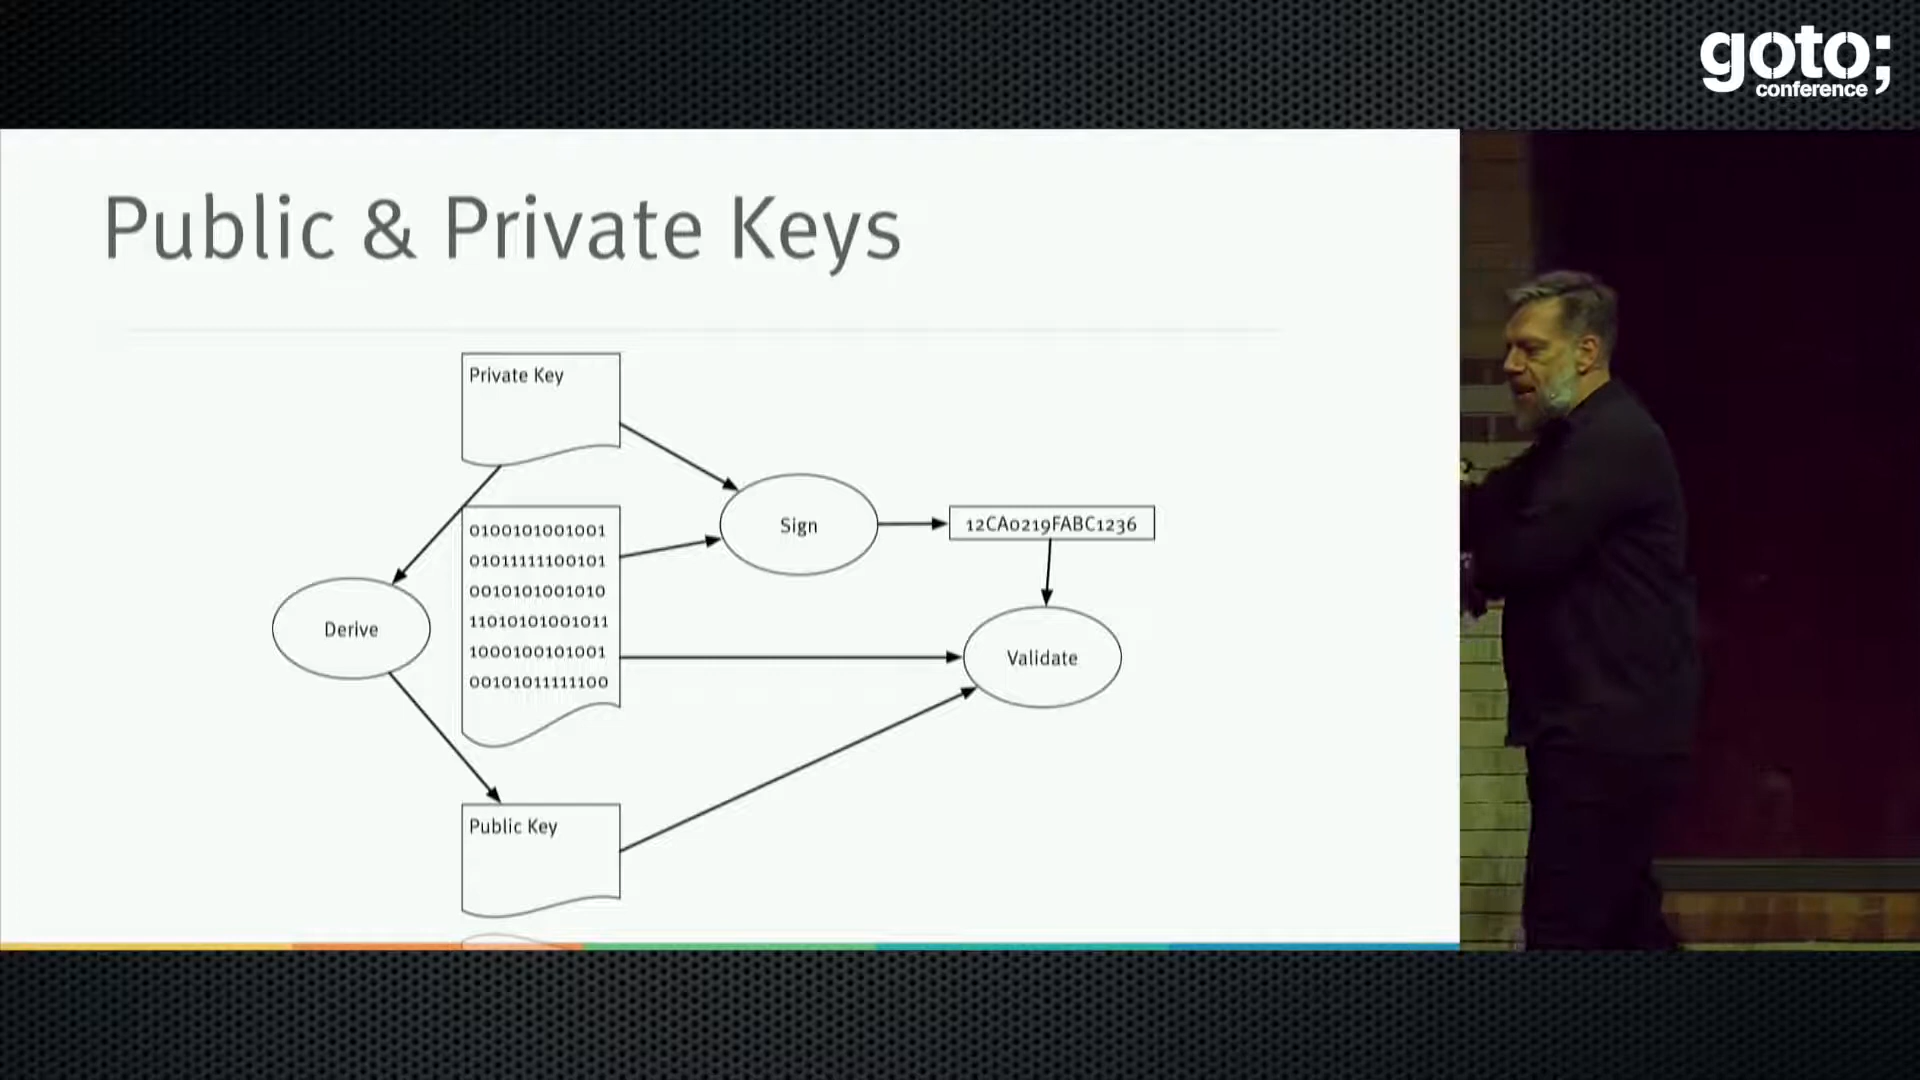 goto;
conference
Public & Private Keys
Private Key
Sign
12CA0219FABC1236
0100101001001
01011111100101
0010101001010
11010101001011
1000100101001
00101011111100
Derive
Validate
Public Key